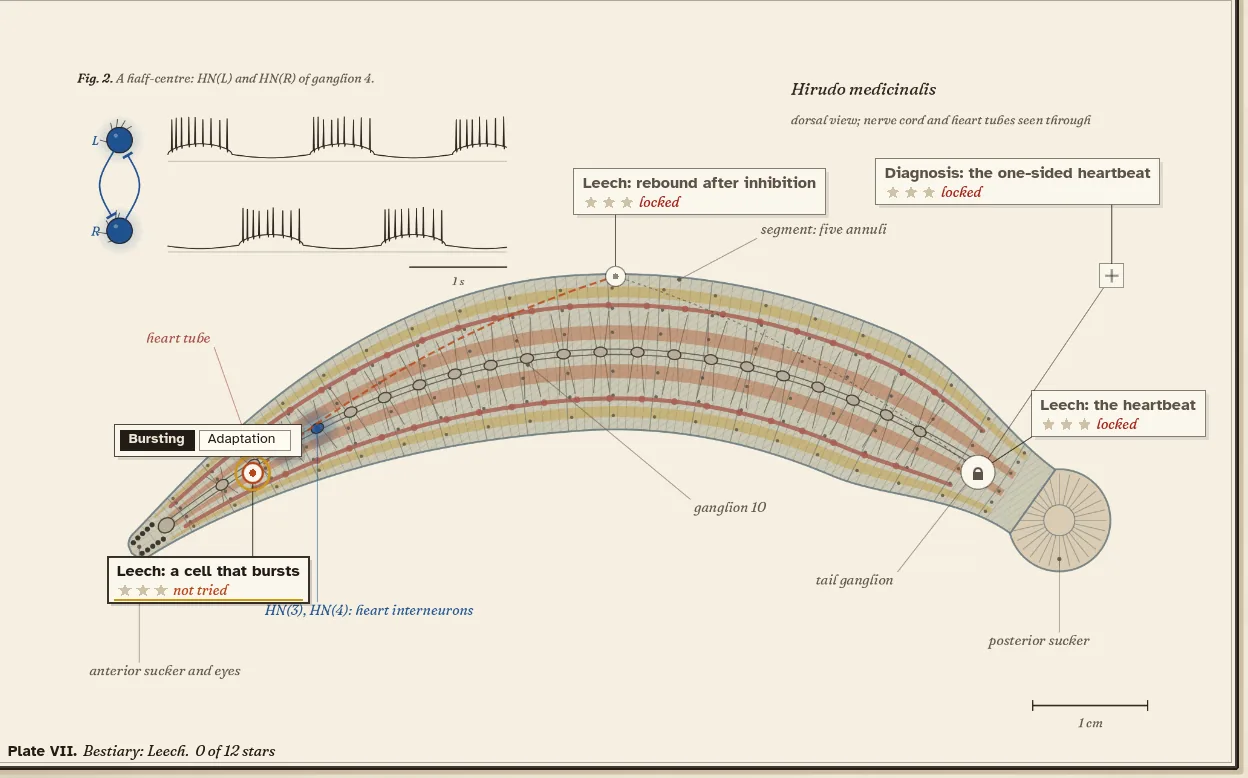 Fig. 2. A half-centre: HN(L) and HN(R) of ganglion 4.
Hirudo medicinalis
dorsal view; nerve cord and heart tubes seen through
L
R
1 s
Leech: rebound after inhibition
locked
Diagnosis: the one-sided heartbeat
locked
segment: five annuli
heart tube
Leech: the heartbeat
locked
Bursting Adaptation
ganglion 10
Leech: a cell that bursts
not tried
HN(3), HN(4): heart interneurons
tail ganglion
posterior sucker
anterior sucker and eyes
1 cm
Plate VII. Bestiary: Leech. 0 of 12 stars